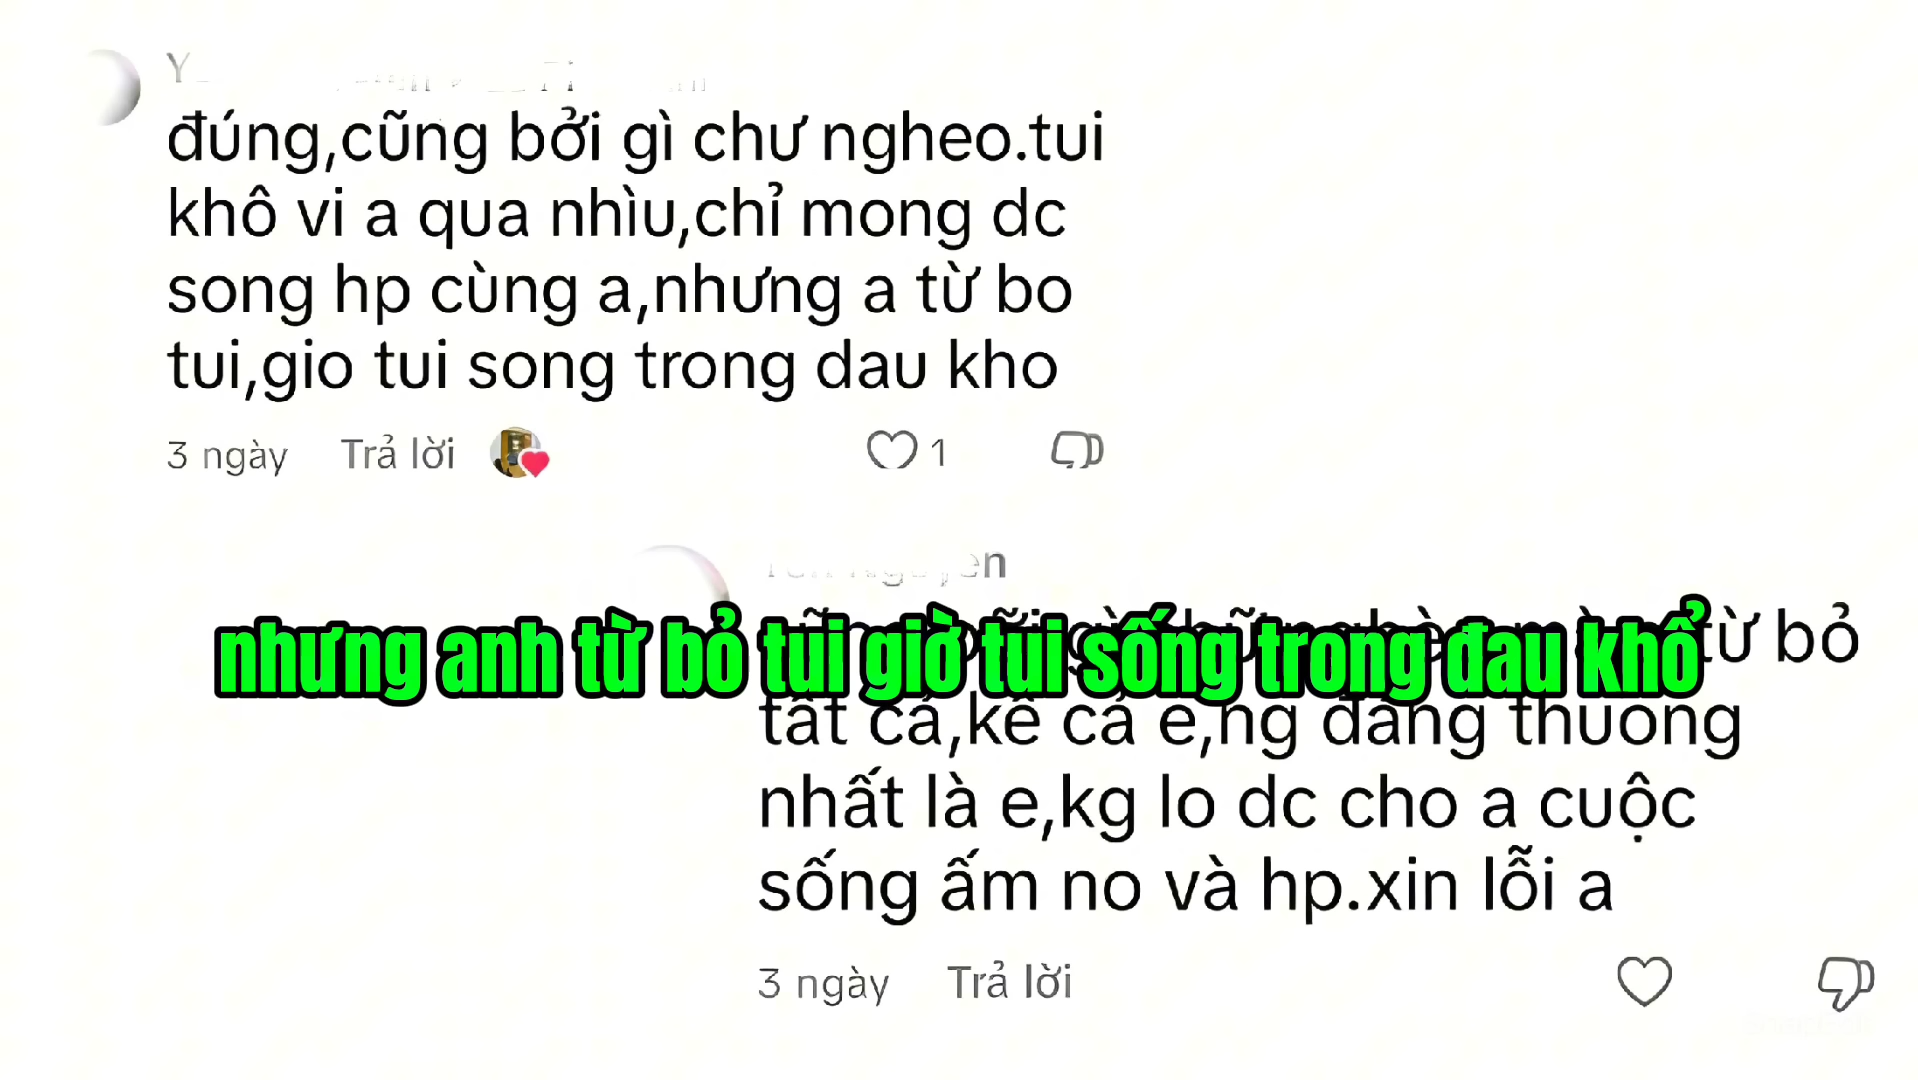 đúng,cũng bởi gì chư ngheo.tui
khô vi a qua nhìu,chỉ mong dc
song hp cùng a,nhưng a từ bo
tui,gio tui song trong dau kho
3 ngày Trả lời 1
nhưng anh từ bỏ tui giờ tui sống trong đau khổ
từ bỏ
tất cả,kể cả e,ng đáng thuong
nhất là e,kg lo dc cho a cuộc
sống ấm no và hp.xin lỗi a
3 ngày Trả lời